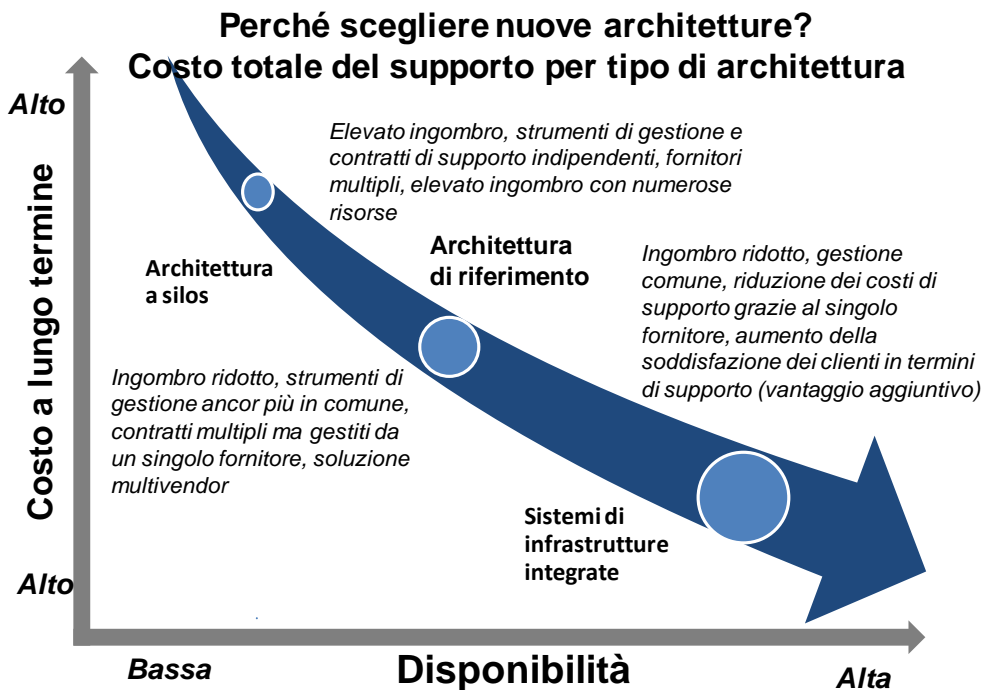 Perché scegliere nuove architetture?
Costo totale del supporto per tipo di architettura
Alto
Costo a lungo termine
Alto
Elevato ingombro, strumenti di gestione e
contratti di supporto indipendenti, fornitori
multipli, elevato ingombro con numerose
risorse
Architettura
a silos
Architettura
di riferimento
Ingombro ridotto, gestione
comune, riduzione dei costi di
supporto grazie al singolo
fornitore, aumento della
soddisfazione dei clienti in termini
di supporto (vantaggio aggiuntivo)
Ingombro ridotto, strumenti di
gestione ancor più in comune,
contratti multipli ma gestiti da
un singolo fornitore, soluzione
multivendor
Sistemi di
infrastrutture
integrate
Bassa
Disponibilità
Alta